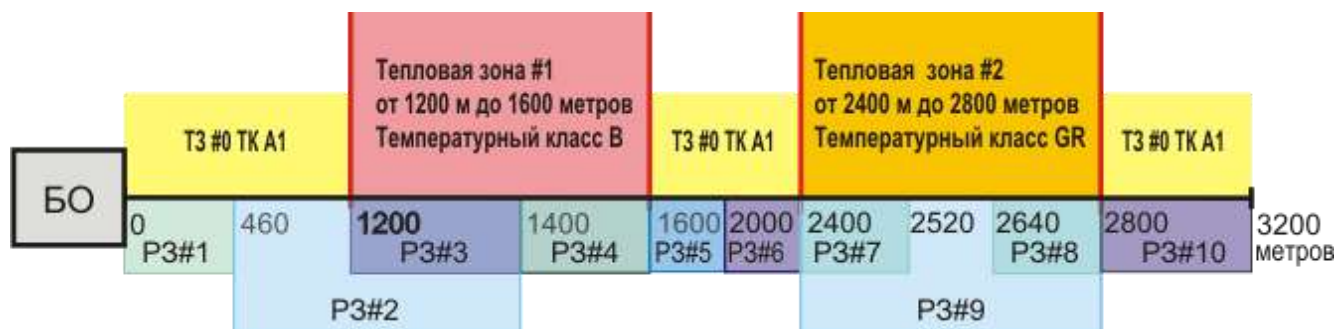 Тепловая зона #1
от 1200 м до 1600 метров
Температурный класс В
Тепловая зона #2
от 2400 м до 2800 метров
Температурный класс GR
ТЗ #0 ТК А1
ТЗ #0 ТК А1
ТЗ #0 ТК А1
БО
0
460
1200
1400
1600
2000
2400
2520
2640
2800
3200
метров
РЗ#1
РЗ#3
РЗ#4
РЗ#5
РЗ#6
РЗ#7
РЗ#8
РЗ#10
РЗ#2
РЗ#9